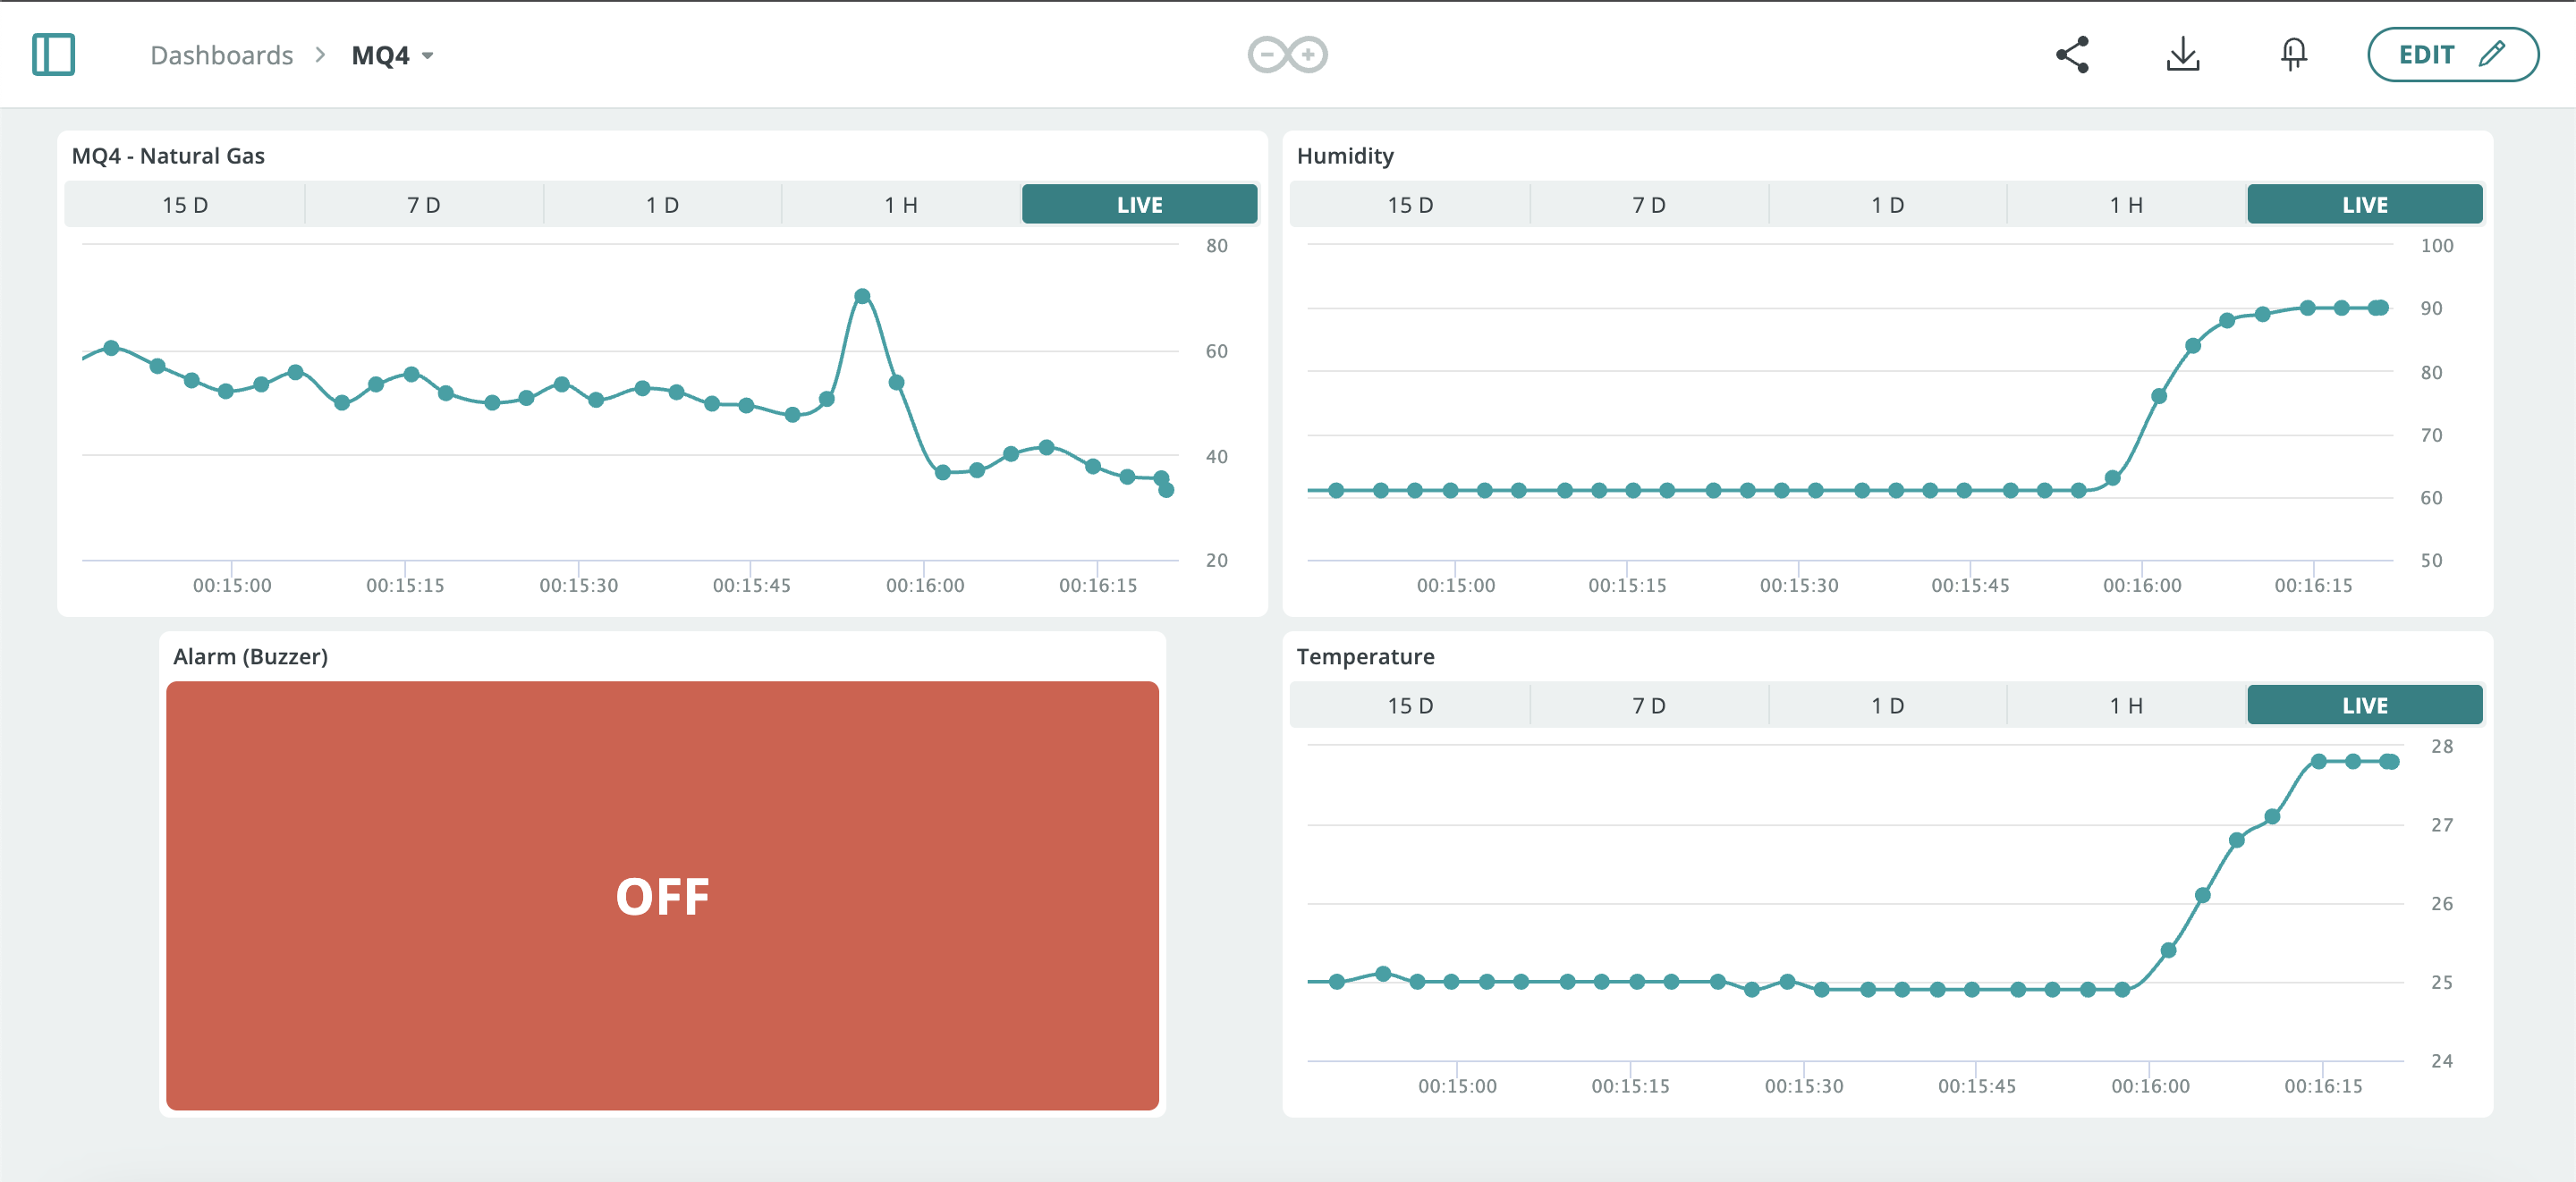 Dashboards > MQ4
EDIT
MQ4 - Natural Gas
15 D 7 D 1 D 1 H LIVE
80
60
40
20
00:15:00 00:15:15 00:15:30 00:15:45 00:16:00 00:16:15
Humidity
15 D 7 D 1 D 1 H LIVE
100
90
80
70
60
50
00:15:00 00:15:15 00:15:30 00:15:45 00:16:00 00:16:15
Alarm (Buzzer)
OFF
Temperature
15 D 7 D 1 D 1 H LIVE
28
27
26
25
24
00:15:00 00:15:15 00:15:30 00:15:45 00:16:00 00:16:15